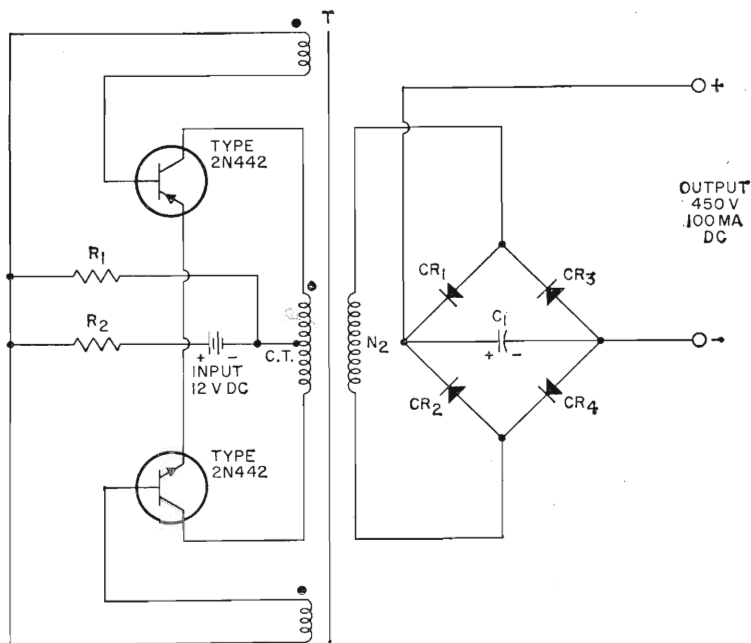 T
TYPE
2N442
R1
R2
+ -
INPUT
12 V DC
C.T.
TYPE
2N442
N2
CR1
CR3
C1
+ -
CR2
CR4
+
OUTPUT
450 V
100 MA
DC
-